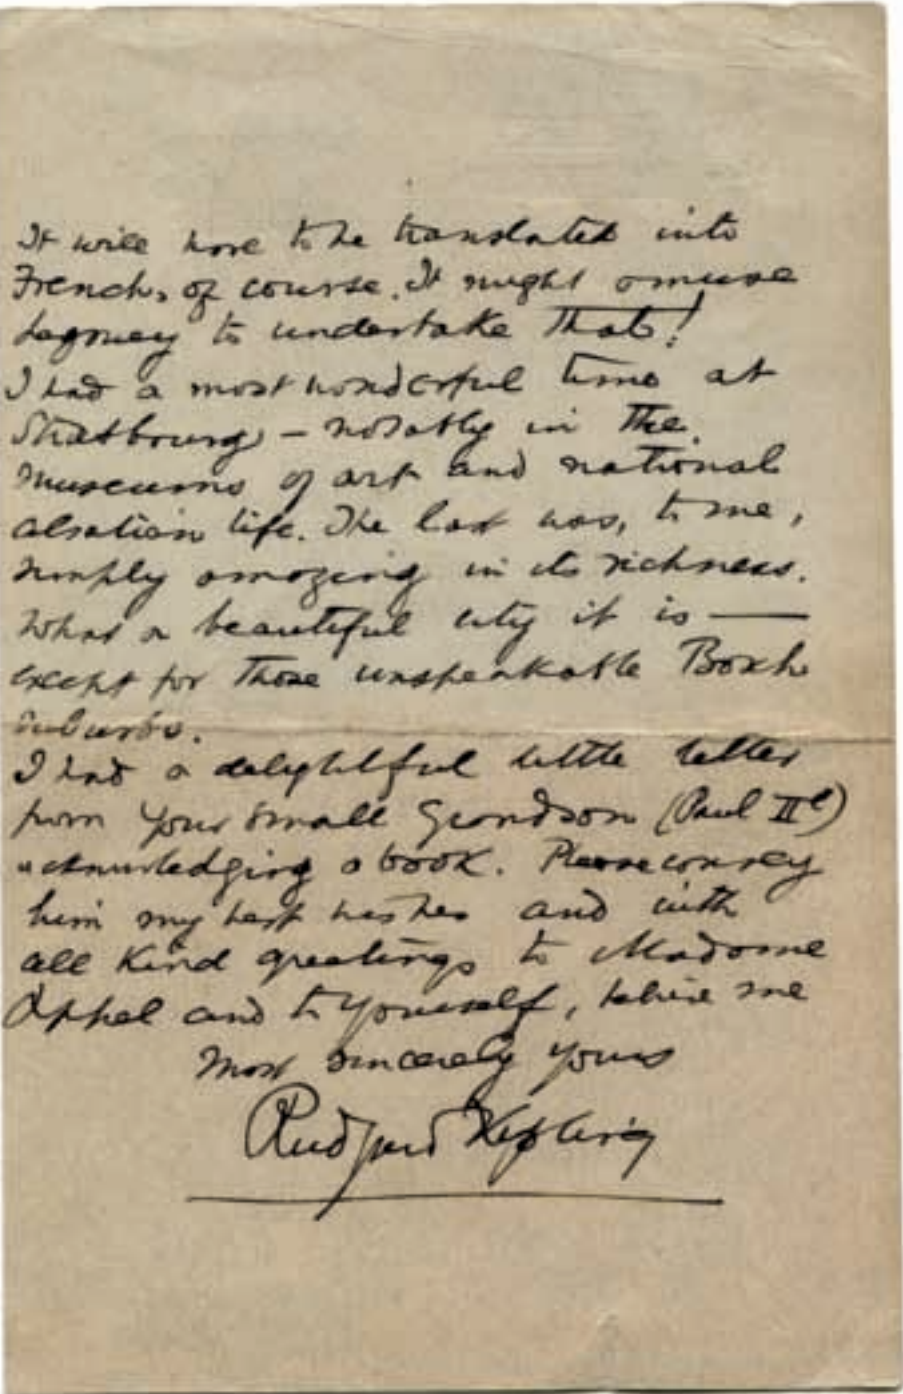 It will have to be translated into
French, of course. It might amuse
to undertake that!
I had a most wonderful time at
Strasbourg – notably in the
museums of art and national
alsatian life. The last was, to me,
simply amazing in its richness.
What a beautiful city it is —
except for those unspeakable Bosch
suburbs.
I had a delightful little letter
from your small Grandson (Paul II)
acknowledging a book. Please convey
him my best wishes and with
all kind greetings to Madame
and to yourself, believe me
most sincerely yours
Rudyard Kipling